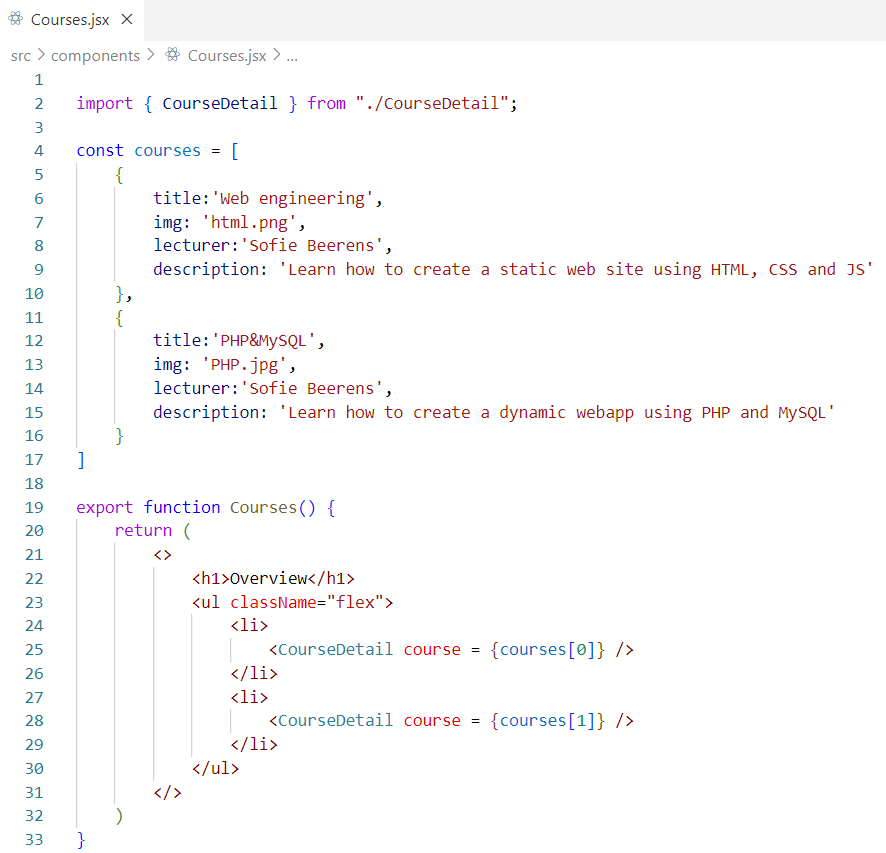 Courses.jsx ×
src > components > Courses.jsx > ...
1
2 import { CourseDetail } from "./CourseDetail";
3
4 const courses = [
5     {
6         title:'Web engineering',
7         img: 'html.png',
8         lecturer:'Sofie Beerens',
9         description: 'Learn how to create a static web site using HTML, CSS and JS'
10     },
11     {
12         title:'PHP&MySQL',
13         img: 'PHP.jpg',
14         lecturer:'Sofie Beerens',
15         description: 'Learn how to create a dynamic webapp using PHP and MySQL'
16     }
17 ]
18
19 export function Courses() {
20     return (
21         <>
22             <h1>Overview</h1>
23             <ul className="flex">
24                 <li>
25                     <CourseDetail course = {courses[0]} />
26                 </li>
27                 <li>
28                     <CourseDetail course = {courses[1]} />
29                 </li>
30             </ul>
31         </>
32     )
33 }